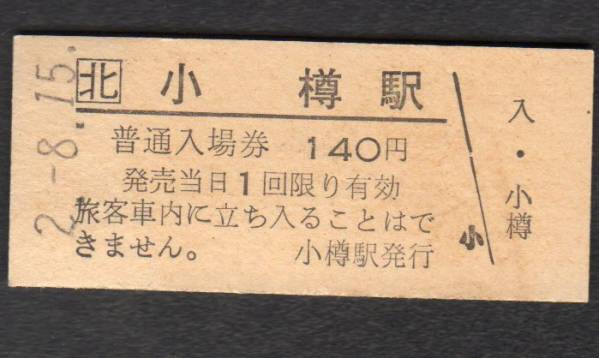 2.-8.15.
北 小樽駅
普通入場券 140円
発売当日1回限り有効
旅客車内に立ち入ることはで
きません。 小樽駅発行
小
入・小樽